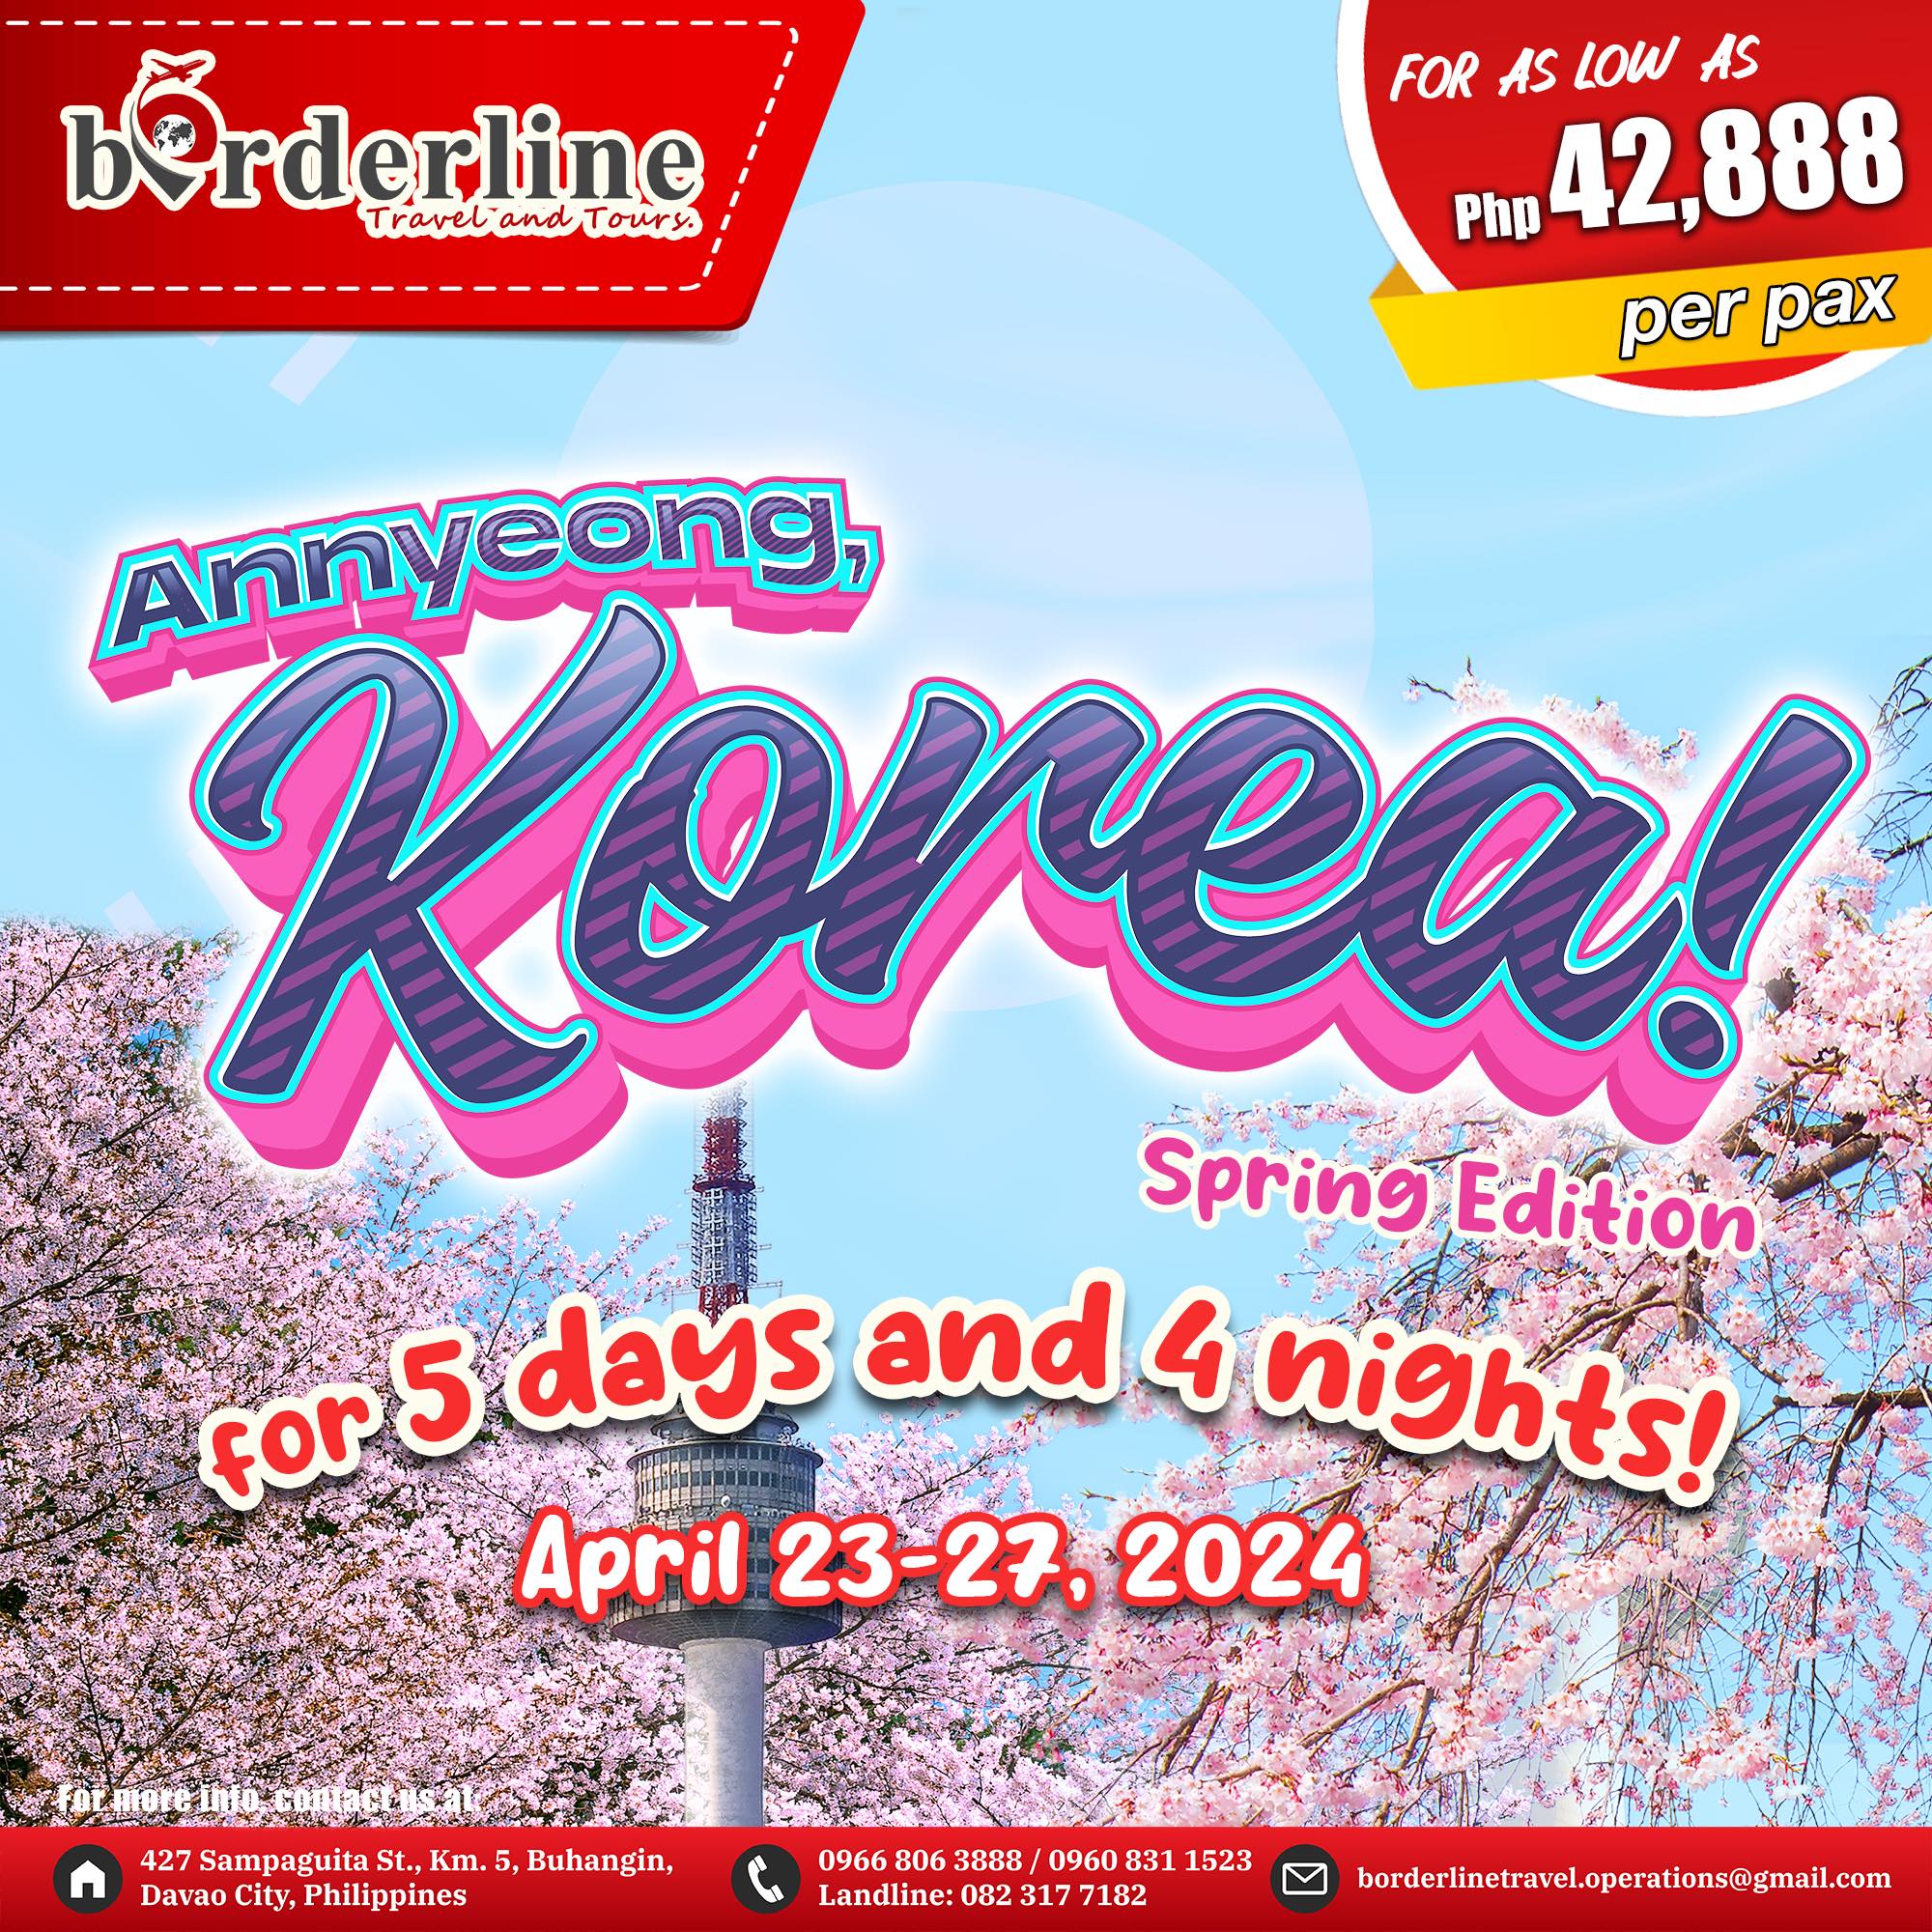 borderline
Travel and Tours.
FOR AS LOW AS
Php 42,888
per pax
Annyeong,
Korea!
Spring Edition
for 5 days and 4 nights!
April 23-27, 2024
for more info, contact us at
427 Sampaguita St., Km. 5, Buhangin,
Davao City, Philippines
0966 806 3888 / 0960 831 1523
Landline: 082 317 7182
borderlinetravel.operations@gmail.com